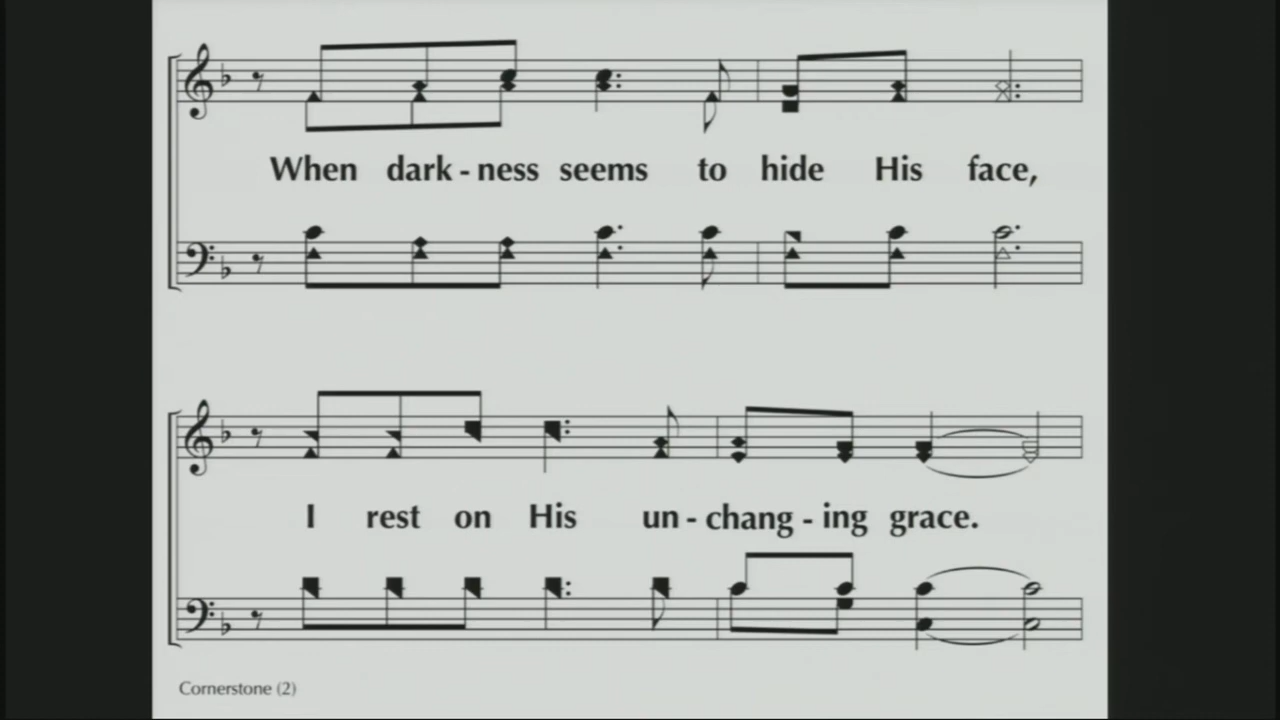 When dark - ness seems to hide His face,
I rest on His un - chang - ing grace.
Cornerstone (2)